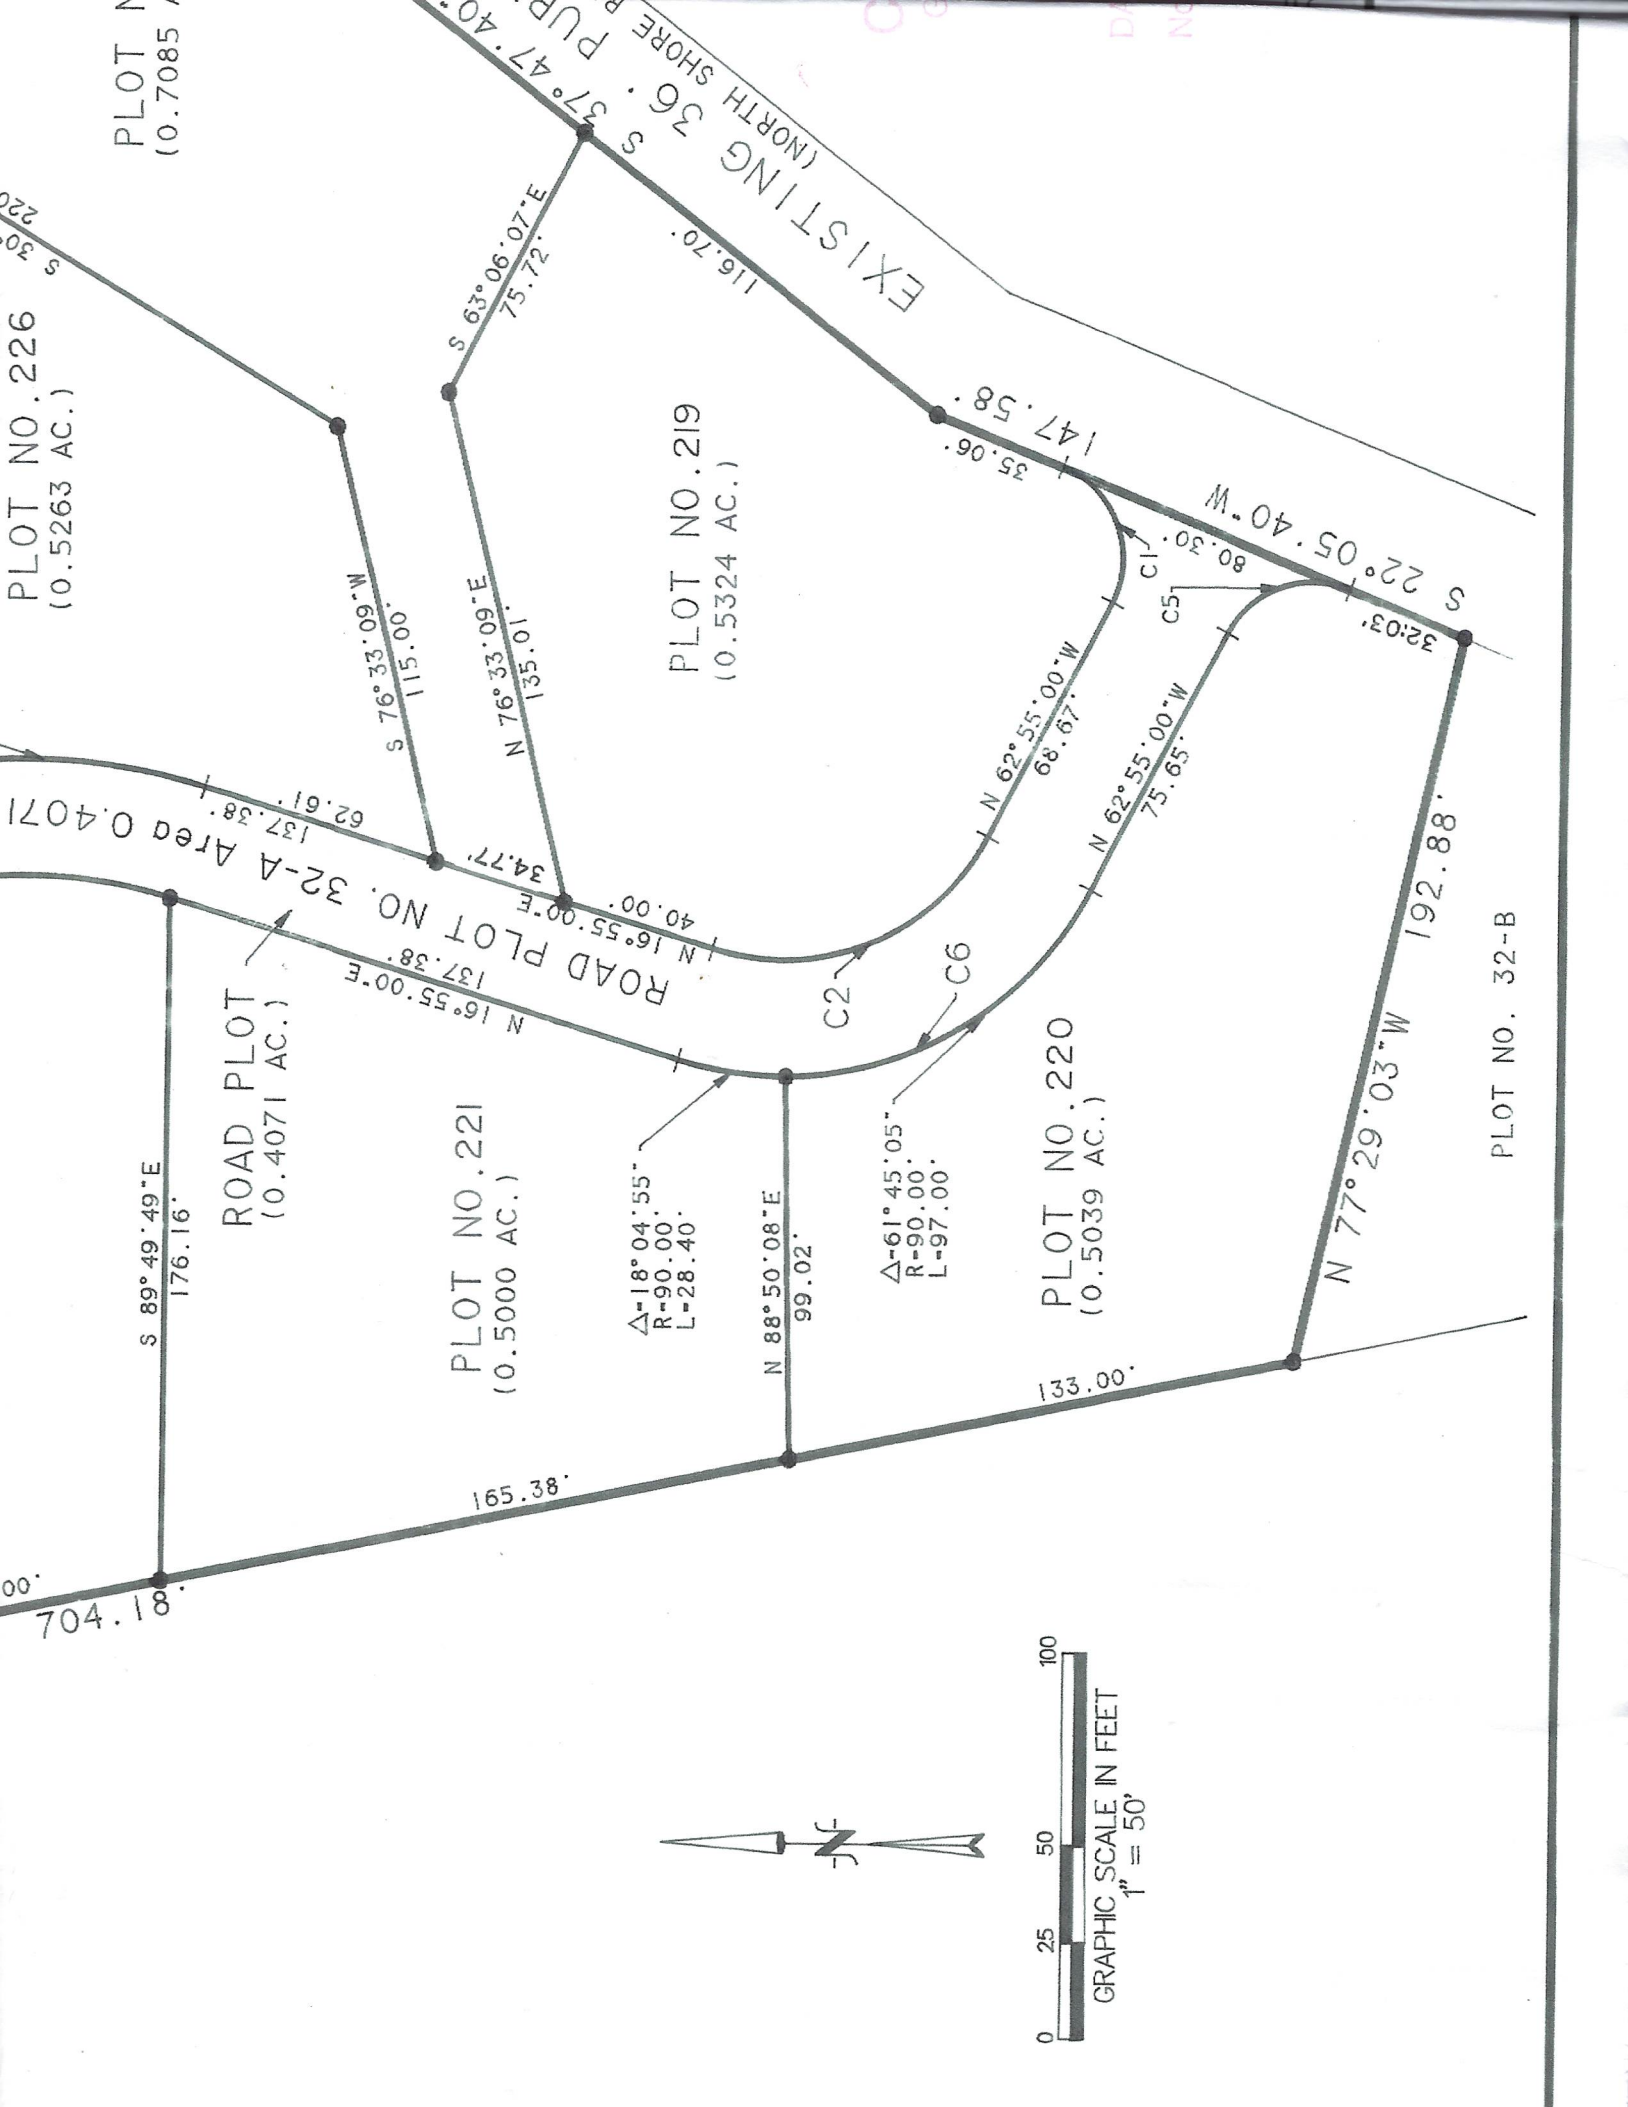 PLOT
(0.7085
PLOT NO.226
(0.5263 AC.)
S 30°
220
S 37°47'40"
EXISTING 36'
(NORTH SHORE
S 63°06'07"E
75.72'
116.70'
S 76°33'09"W
115.00'
N 76°33'09"E
135.01'
PLOT NO.219
(0.5324 AC.)
147.58'
35.06'
80.30'
S 22°05'40"W
32.03'
C1
C5
N 62°55'00"W
68.67'
N 62°55'00"W
75.65'
62.61'
137.38'
34.77'
N 16°55'00"E
40.00'
ROAD PLOT NO. 32-A Area 0.4071
N 16°55'00"E
137.38'
C2
C6
S 89°49'49"E
176.16'
ROAD PLOT
(0.4071 AC.)
PLOT NO.221
(0.5000 AC.)
Δ=18°04'55"
R=90.00'
L=28.40'
N 88°50'08"E
99.02'
Δ=61°45'05"
R=90.00'
L=97.00'
PLOT NO.220
(0.5039 AC.)
N 77°29'03"W 192.88'
PLOT NO. 32-B
133.00'
165.38'
00'
704.18'
N
0 25 50 100
GRAPHIC SCALE IN FEET
1" = 50'